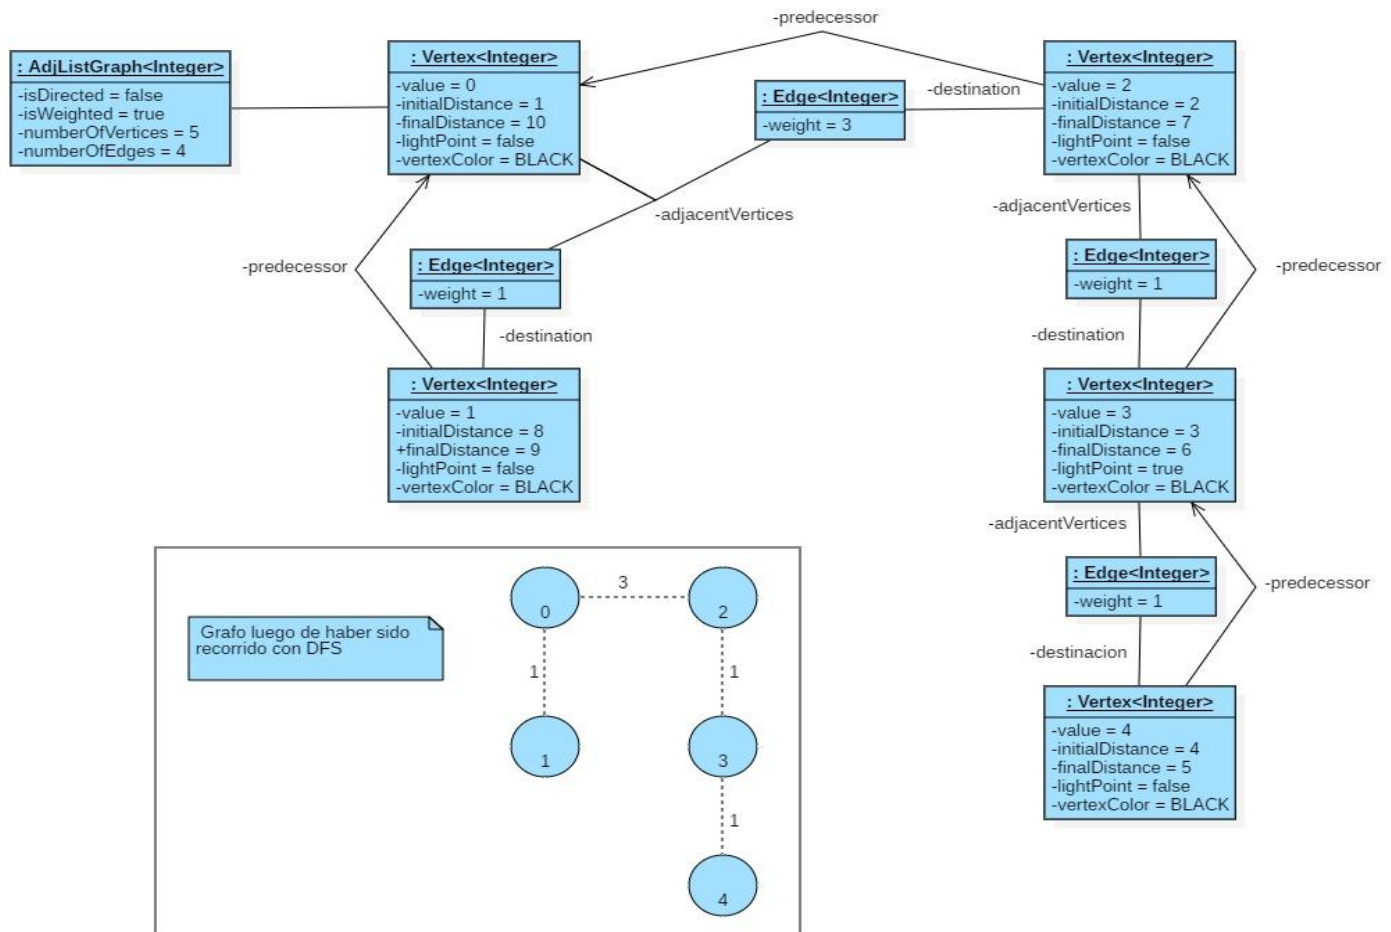 -predecessor
: AdjListGraph<Integer>
-isDirected = false
-isWeighted = true
-numberOfVertices = 5
-numberOfEdges = 4
: Vertex<Integer>
-value = 0
-initialDistance = 1
-finalDistance = 10
-lightPoint = false
-vertexColor = BLACK
: Edge<Integer>
-weight = 3
-destination
: Vertex<Integer>
-value = 2
-initialDistance = 2
-finalDistance = 7
-lightPoint = false
-vertexColor = BLACK
-adjacentVertices
-adjacentVertices
-predecessor
: Edge<Integer>
-weight = 1
: Edge<Integer>
-weight = 1
-predecessor
-destination
-destination
: Vertex<Integer>
-value = 1
-initialDistance = 8
+finalDistance = 9
-lightPoint = false
-vertexColor = BLACK
: Vertex<Integer>
-value = 3
-initialDistance = 3
-finalDistance = 6
-lightPoint = true
-vertexColor = BLACK
-adjacentVertices
: Edge<Integer>
-weight = 1
-predecessor
-destinacion
: Vertex<Integer>
-value = 4
-initialDistance = 4
-finalDistance = 5
-lightPoint = false
-vertexColor = BLACK
Grafo luego de haber sido
recorrido con DFS
0
3
2
1
1
1
3
1
4